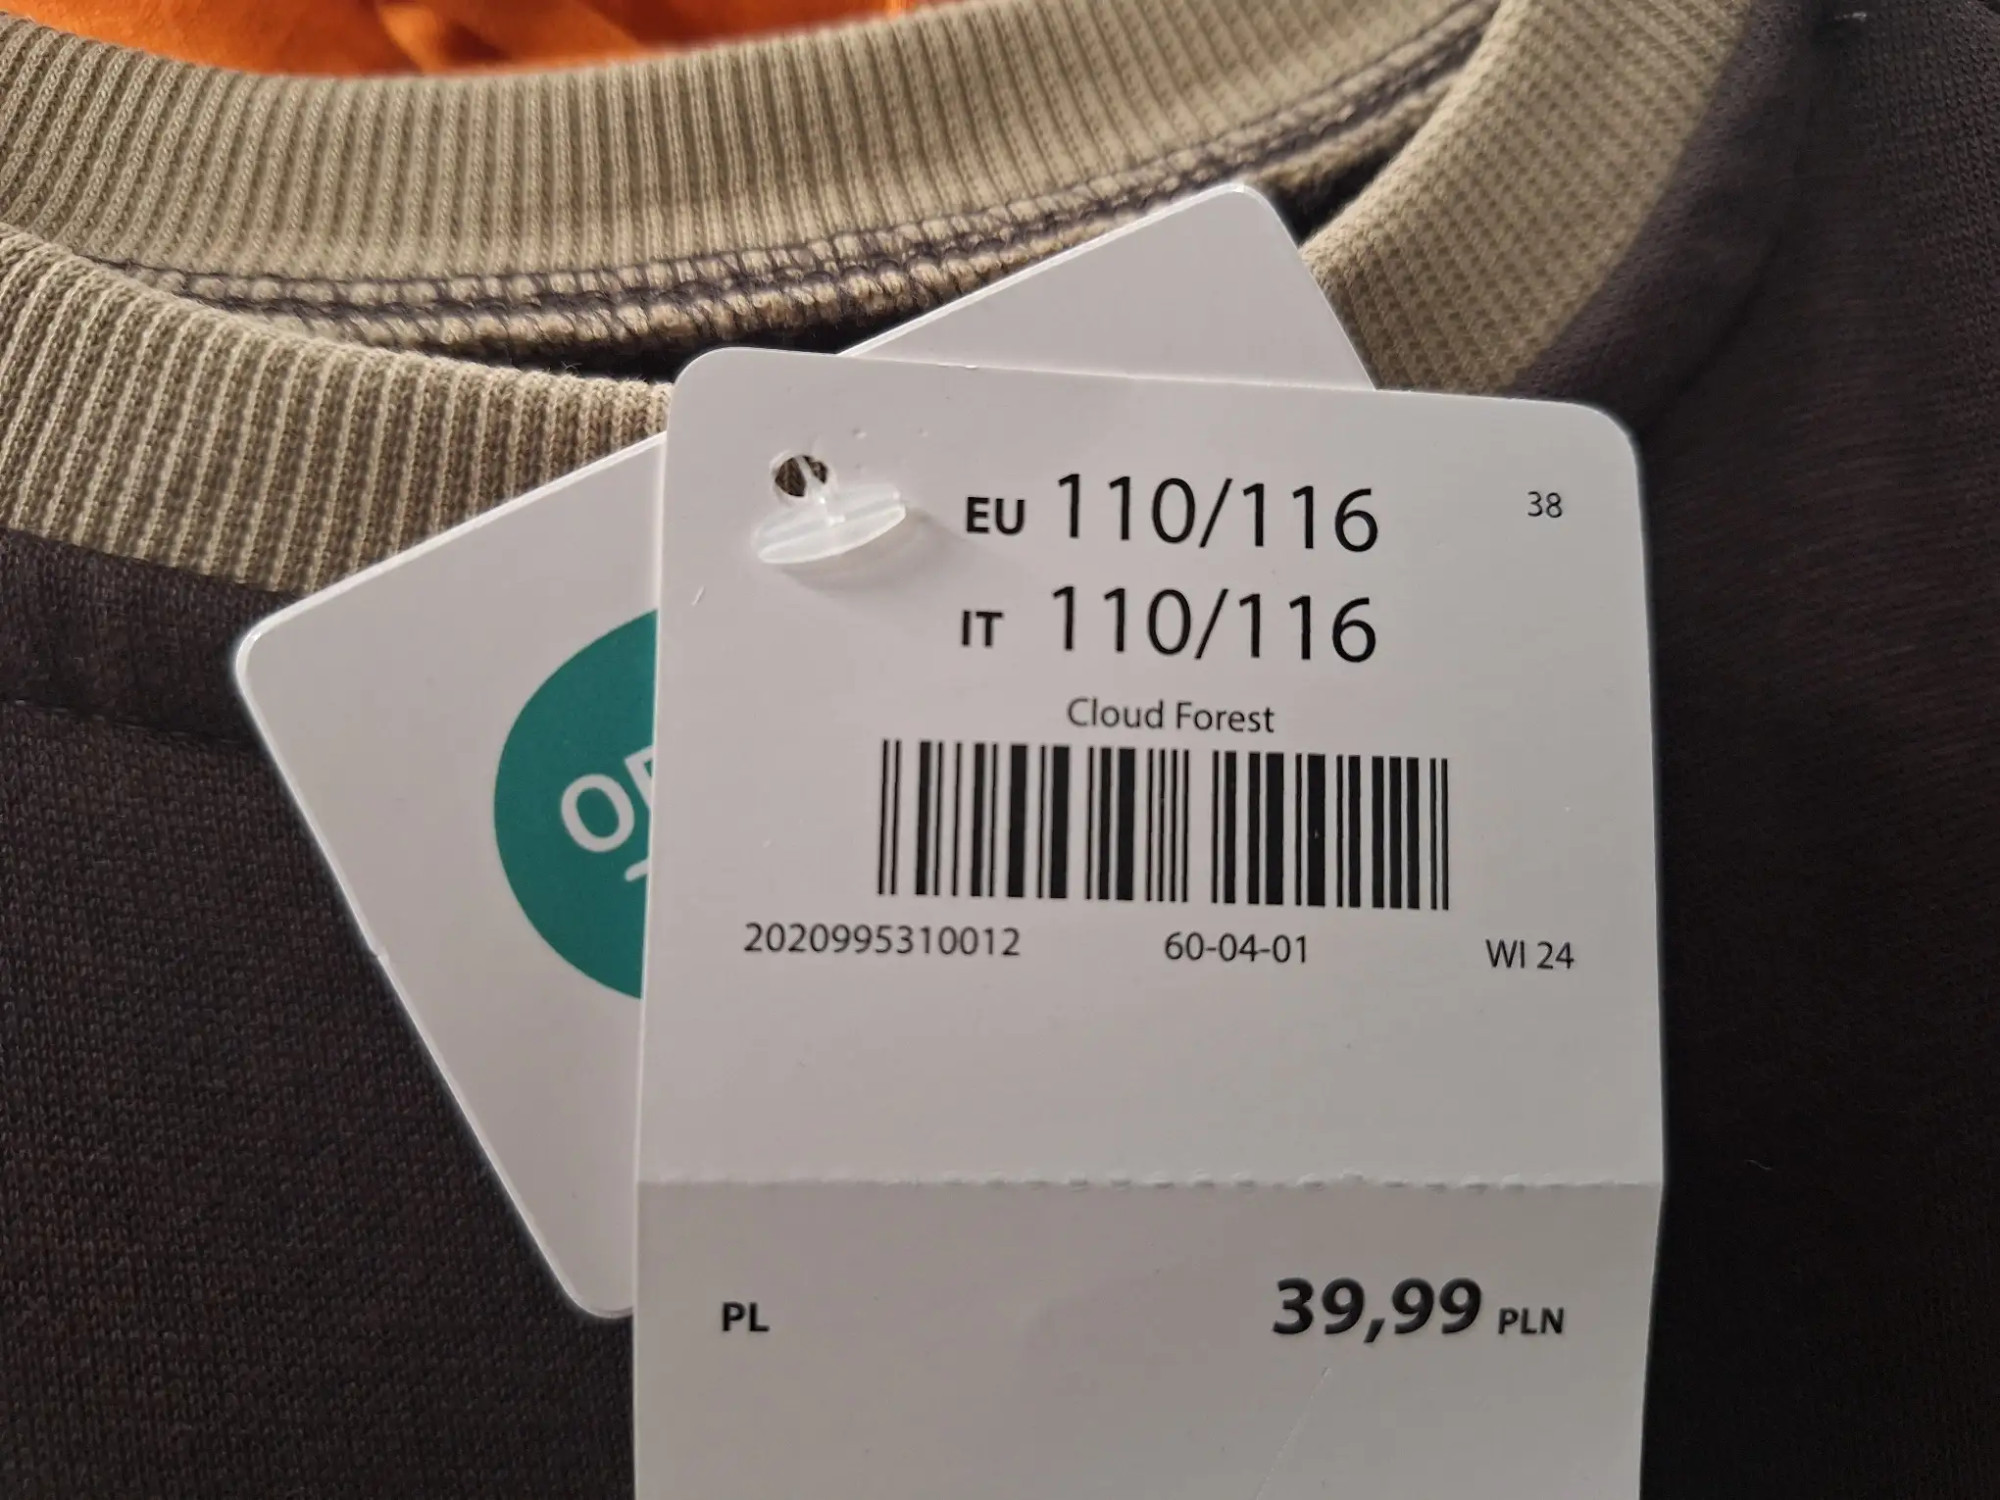 EU 110/116
38
IT 110/116
Cloud Forest
2020995310012 60-04-01 WI 24
PL 39,99 PLN